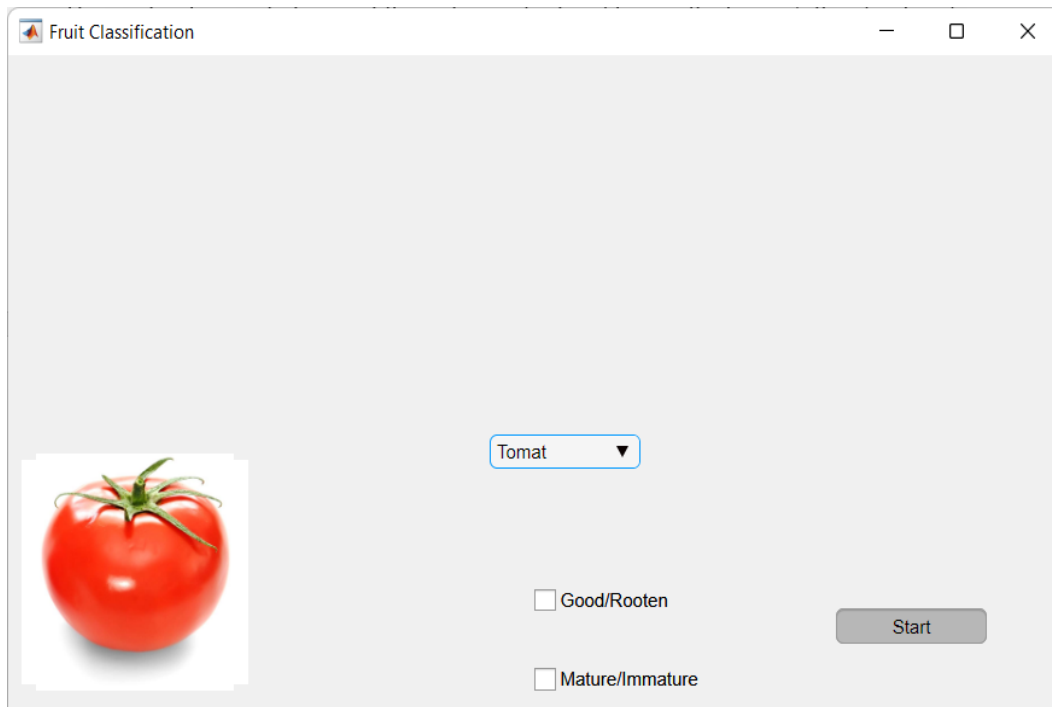 Fruit Classification
Tomat
Good/Rooten
Start
Mature/Immature